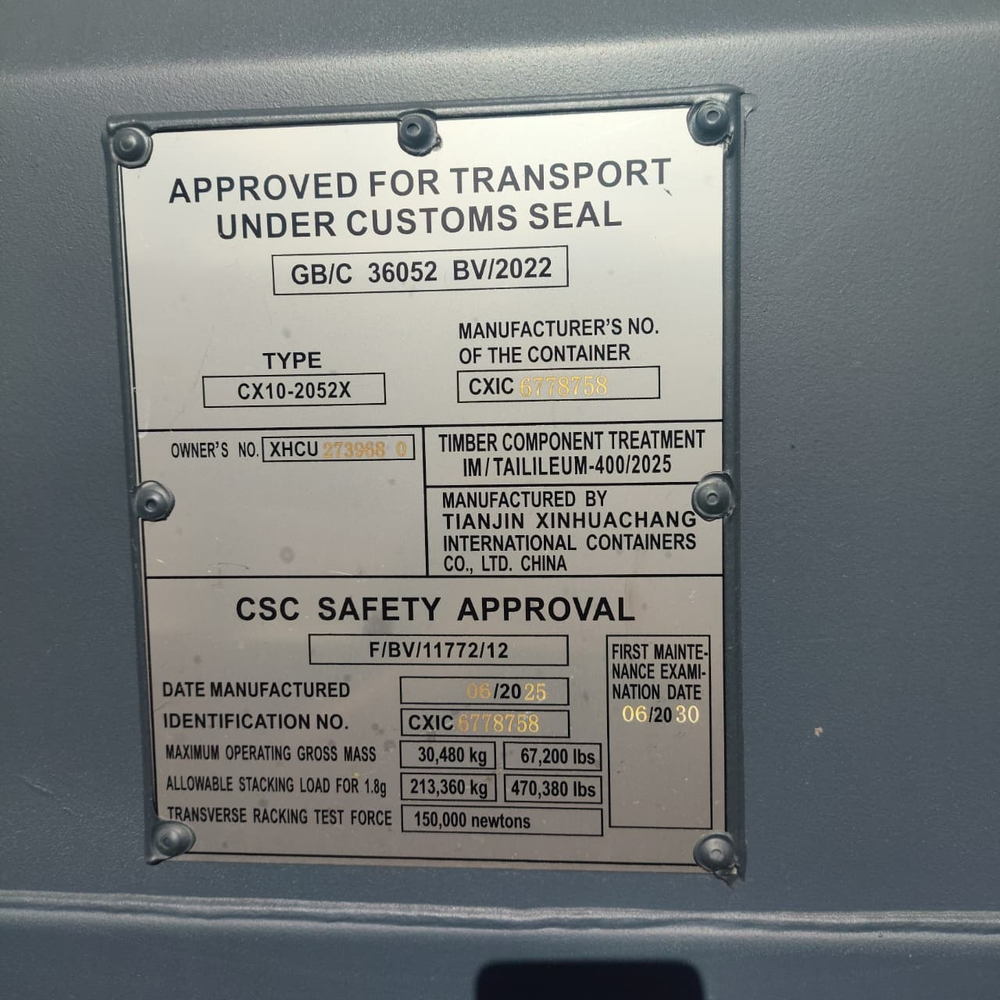 APPROVED FOR TRANSPORT
UNDER CUSTOMS SEAL
GB/C 36052 BV/2022
TYPE
CX10-2052X
MANUFACTURER'S NO.
OF THE CONTAINER
CXIC 6778758
OWNER'S NO. XHCU 273968 0
TIMBER COMPONENT TREATMENT
IM/TAILILEUM-400/2025
MANUFACTURED BY
TIANJIN XINHUACHANG
INTERNATIONAL CONTAINERS
CO., LTD. CHINA
CSC SAFETY APPROVAL
F/BV/11772/12
DATE MANUFACTURED 06/2025
IDENTIFICATION NO. CXIC 6778758
MAXIMUM OPERATING GROSS MASS 30,480 kg 67,200 lbs
ALLOWABLE STACKING LOAD FOR 1.8g 213,360 kg 470,380 lbs
TRANSVERSE RACKING TEST FORCE 150,000 newtons
FIRST MAINTE-
NANCE EXAMI-
NATION DATE
06/2030